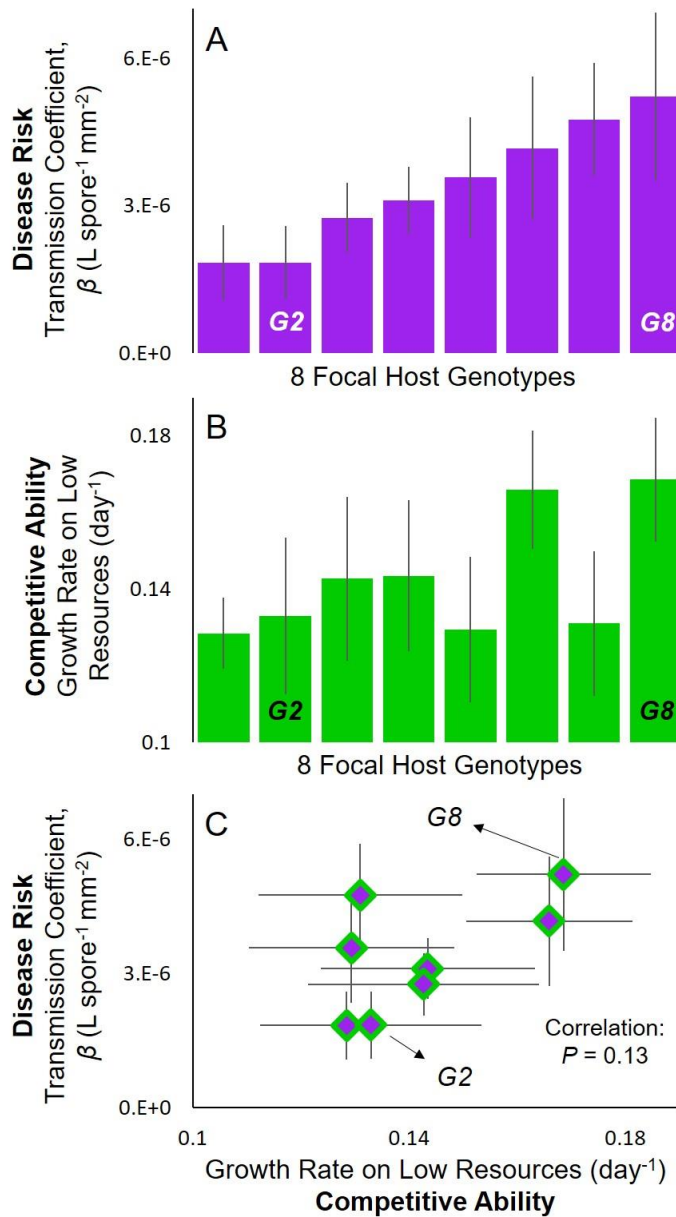 A
6.E-6
3.E-6
0.E+0
Disease Risk
Transmission Coefficient,
β (L spore⁻¹ mm⁻²)
G2
G8
8 Focal Host Genotypes
B
0.18
0.14
0.1
Competitive Ability
Growth Rate on Low
Resources (day⁻¹)
G2
G8
8 Focal Host Genotypes
C
6.E-6
3.E-6
0.E+0
Disease Risk
Transmission Coefficient,
β (L spore⁻¹ mm⁻²)
G8
G2
Correlation:
P = 0.13
0.1
0.14
0.18
Growth Rate on Low Resources (day⁻¹)
Competitive Ability